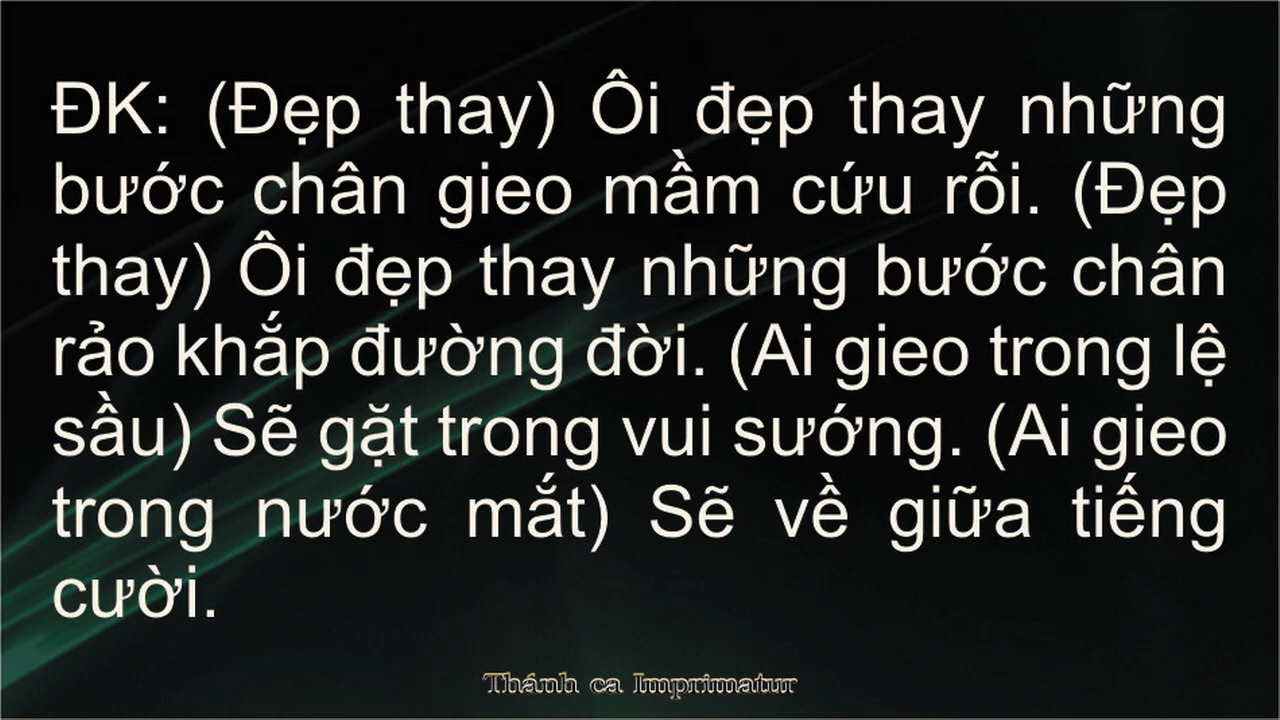 ĐK: (Đẹp thay) Ôi đẹp thay những
bước chân gieo mầm cứu rỗi. (Đẹp
thay) Ôi đẹp thay những bước chân
rảo khắp đường đời. (Ai gieo trong lệ
sầu) Sẽ gặt trong vui sướng. (Ai gieo
trong nước mắt) Sẽ về giữa tiếng
cười.
Thánh ca Imprimatur